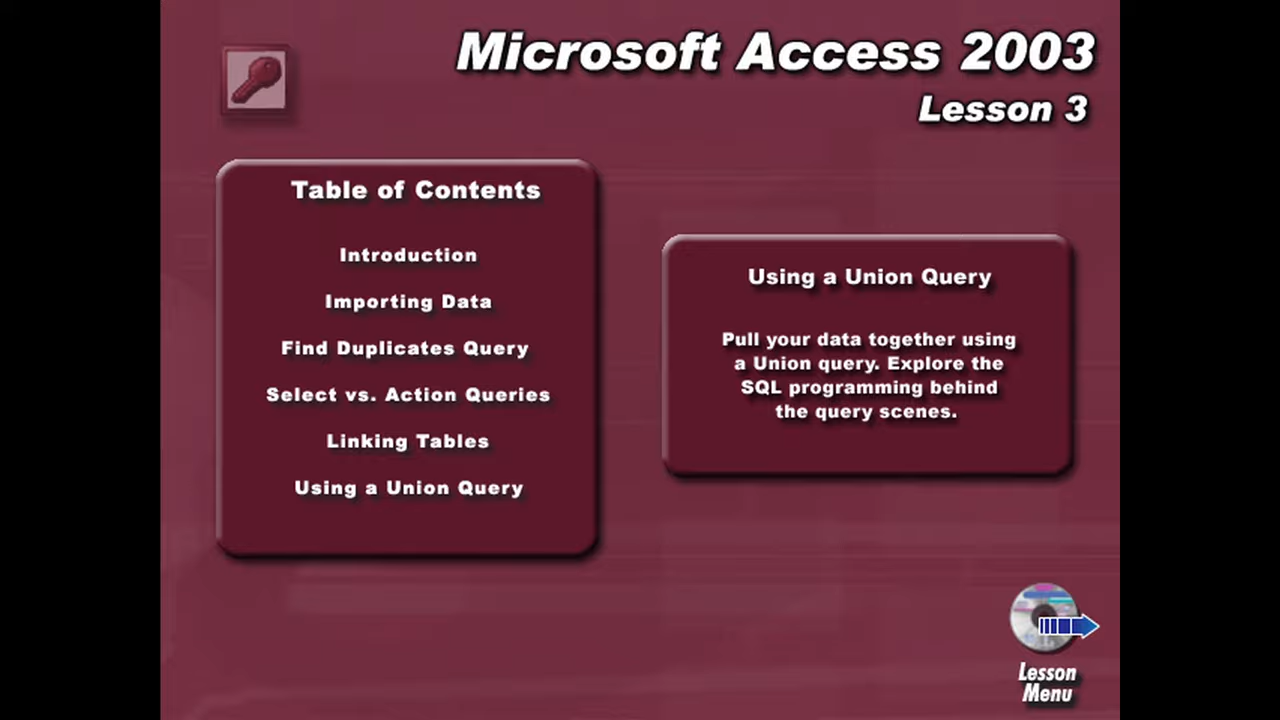 Microsoft Access 2003
Lesson 3
Table of Contents
Introduction
Importing Data
Find Duplicates Query
Select vs. Action Queries
Linking Tables
Using a Union Query
Using a Union Query
Pull your data together using
a Union query. Explore the
SQL programming behind
the query scenes.
Lesson
Menu